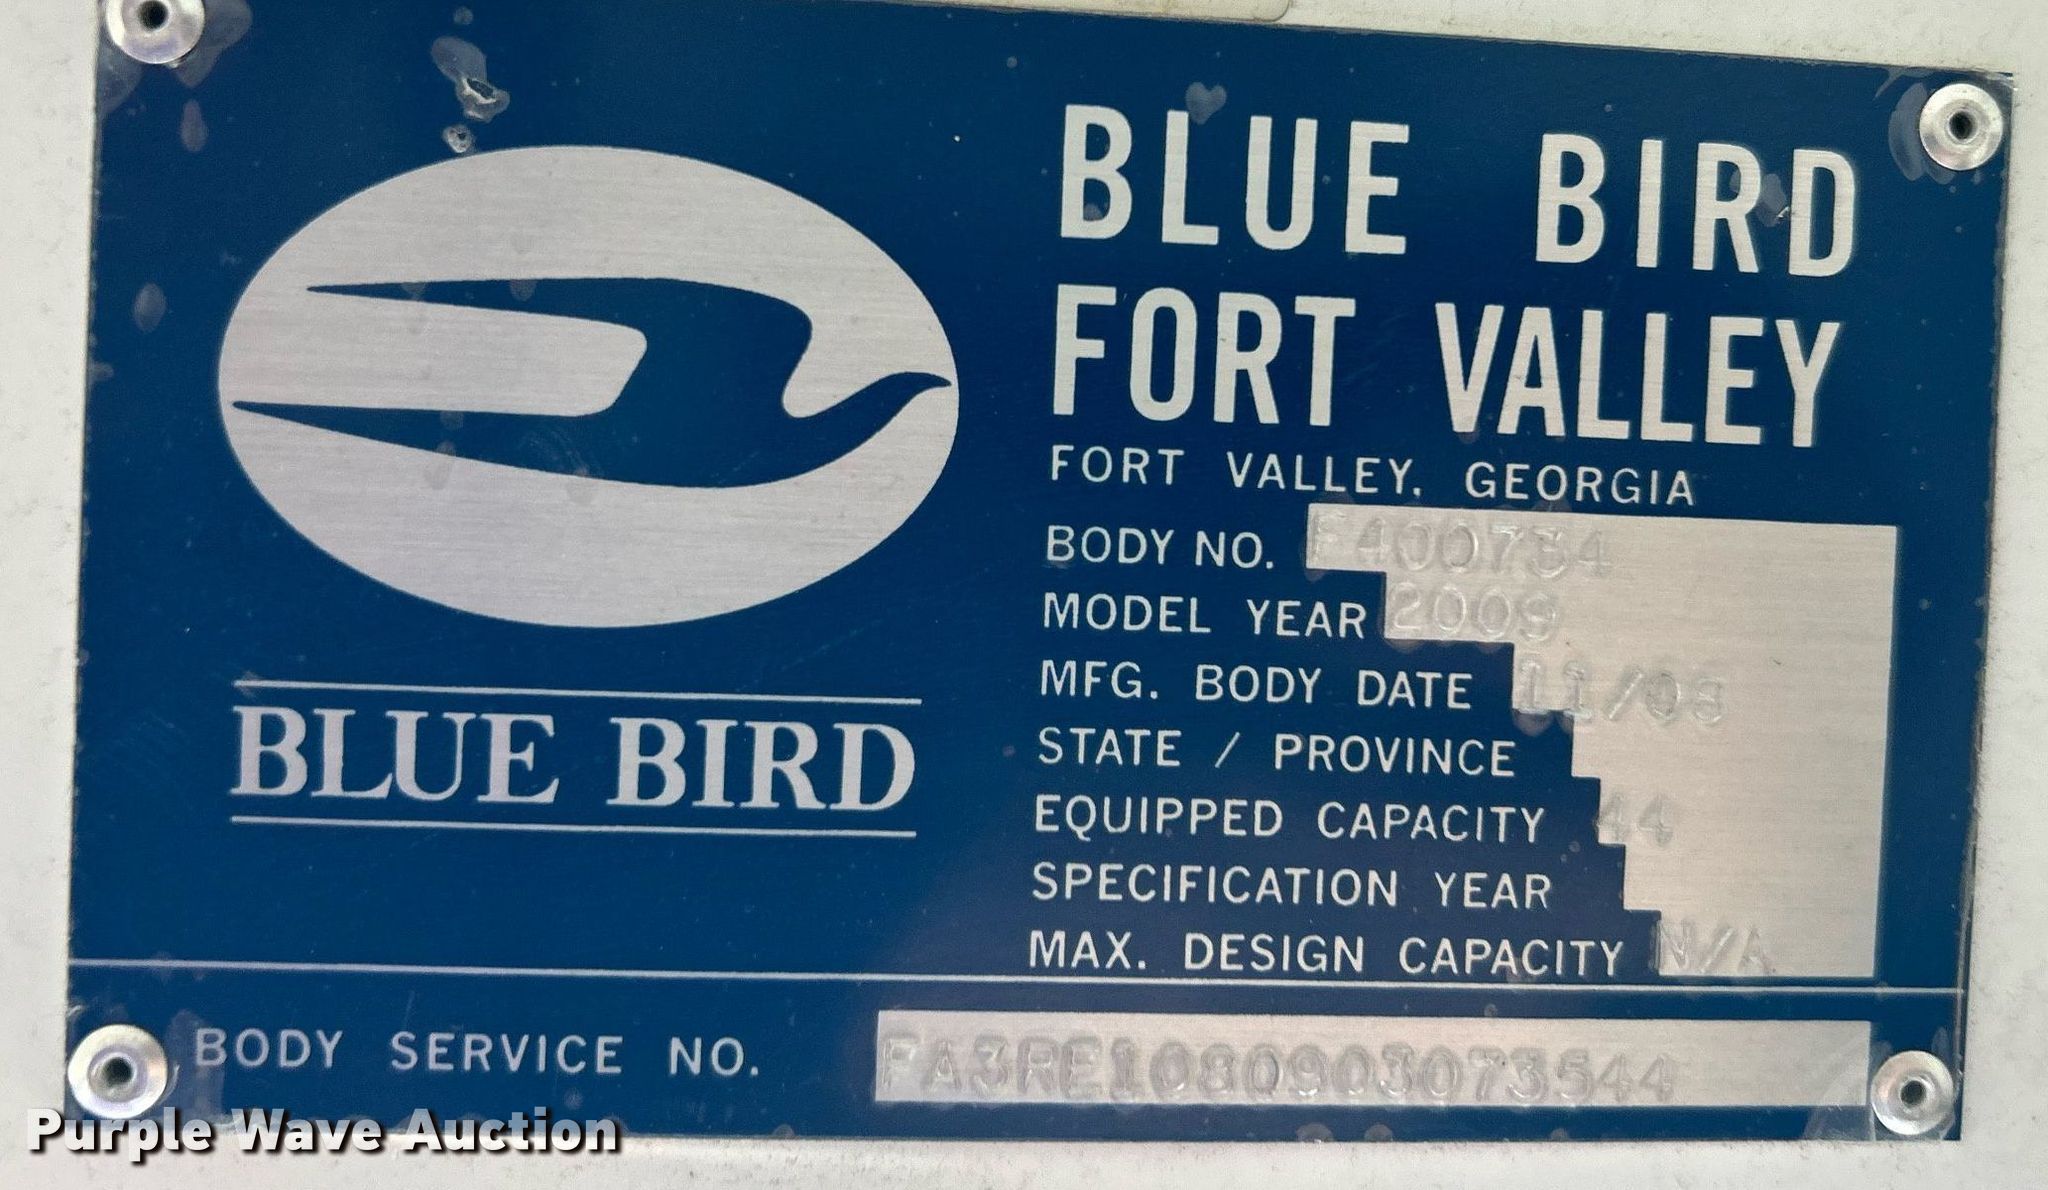 BLUE BIRD
FORT VALLEY
FORT VALLEY, GEORGIA
BODY NO. F400734
MODEL YEAR 2009
MFG. BODY DATE 11/08
STATE / PROVINCE
EQUIPPED CAPACITY 44
SPECIFICATION YEAR
MAX. DESIGN CAPACITY N/A
BLUE BIRD
BODY SERVICE NO. FA3RE1080903073544
Purple Wave Auction